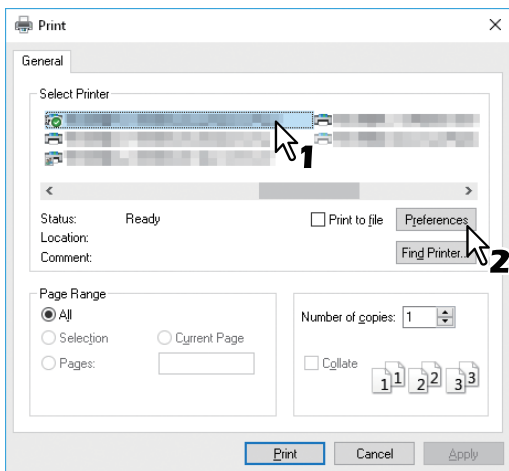 Print
General
Select Printer
1
Status: Ready
Print to file
Preferences
Location:
Comment:
Find Printer...
2
Page Range
All
Selection
Current Page
Pages:
Number of copies: 1
Collate
1 1 2 2 3 3
Print
Cancel
Apply